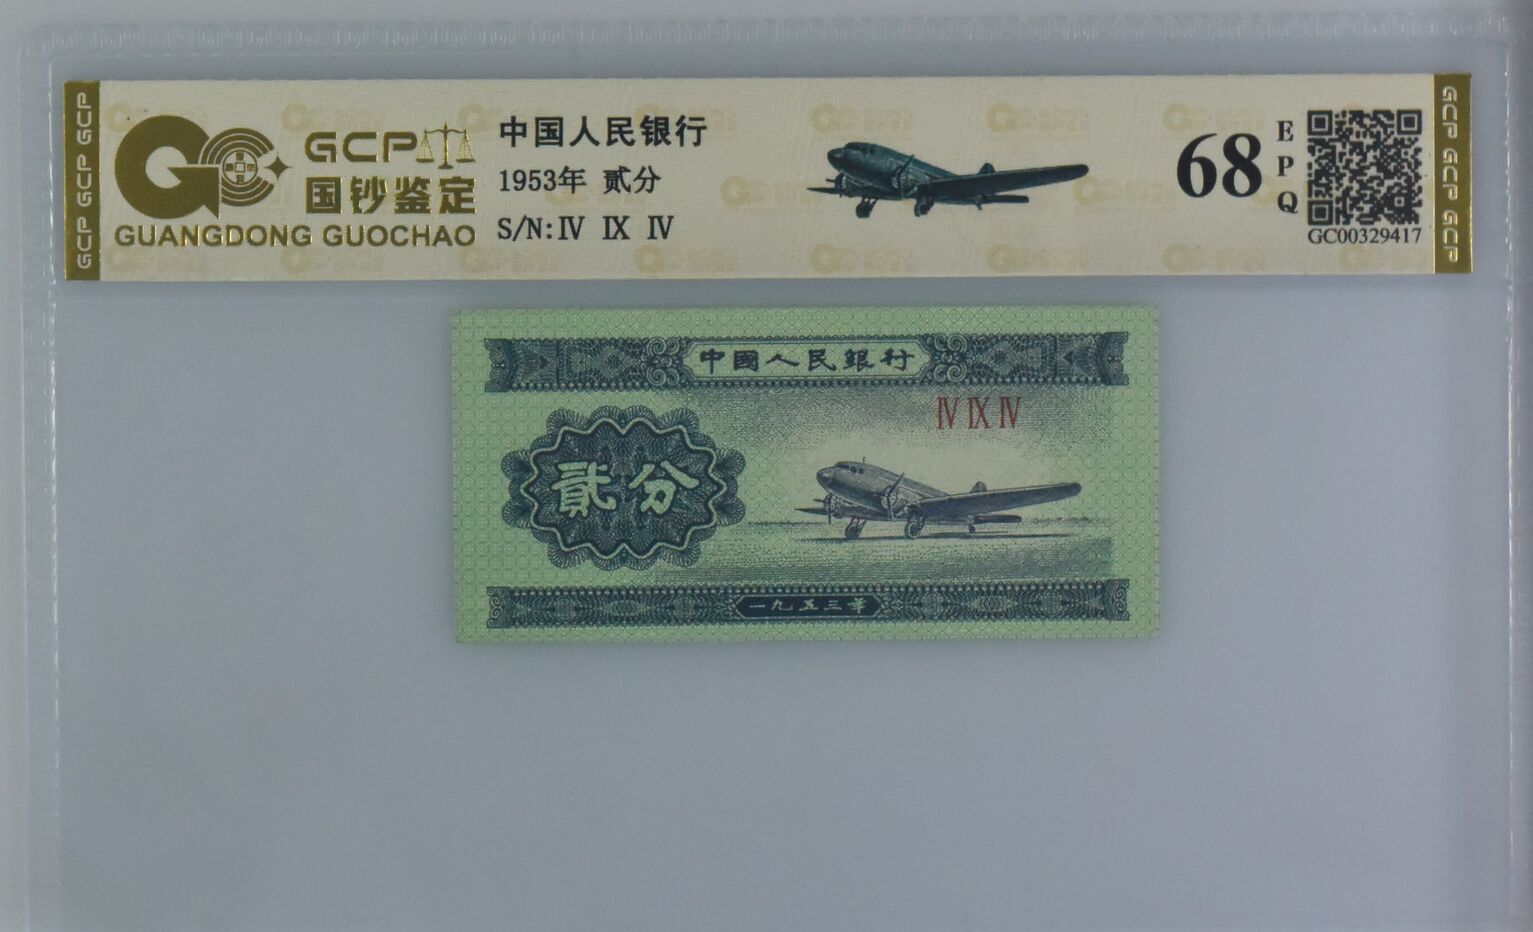 GCP
国钞鉴定
GUANGDONG GUOCHAO
中国人民银行
1953年 贰分
S/N:Ⅳ Ⅸ Ⅳ
68
EPQ
GC00329417
GCP GCP GCP
GCP GCP GCP
中國人民銀行
Ⅳ Ⅸ Ⅳ
貳分
一九五三年